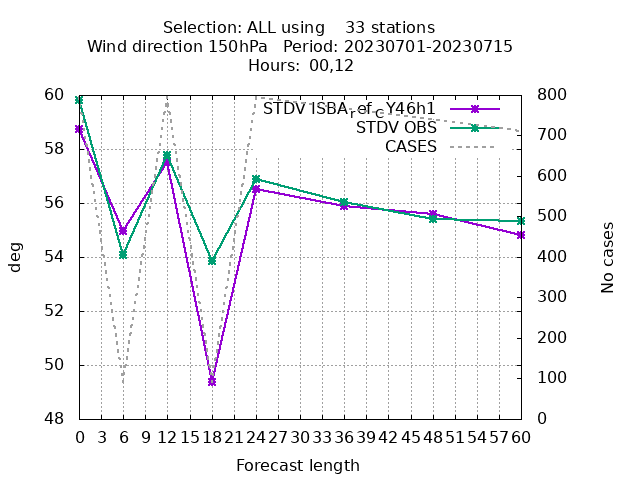 Selection: ALL using    33 stations
Wind direction 150hPa   Period: 20230701-20230715
Hours: 00,12
STDV ISBA_ref_CY46h1
STDV OBS
CASES
60
58
56
54
52
50
48
800
700
600
500
400
300
200
100
0
deg
No cases
0 3 6 9 12 15 18 21 24 27 30 33 36 39 42 45 48 51 54 57 60
Forecast length